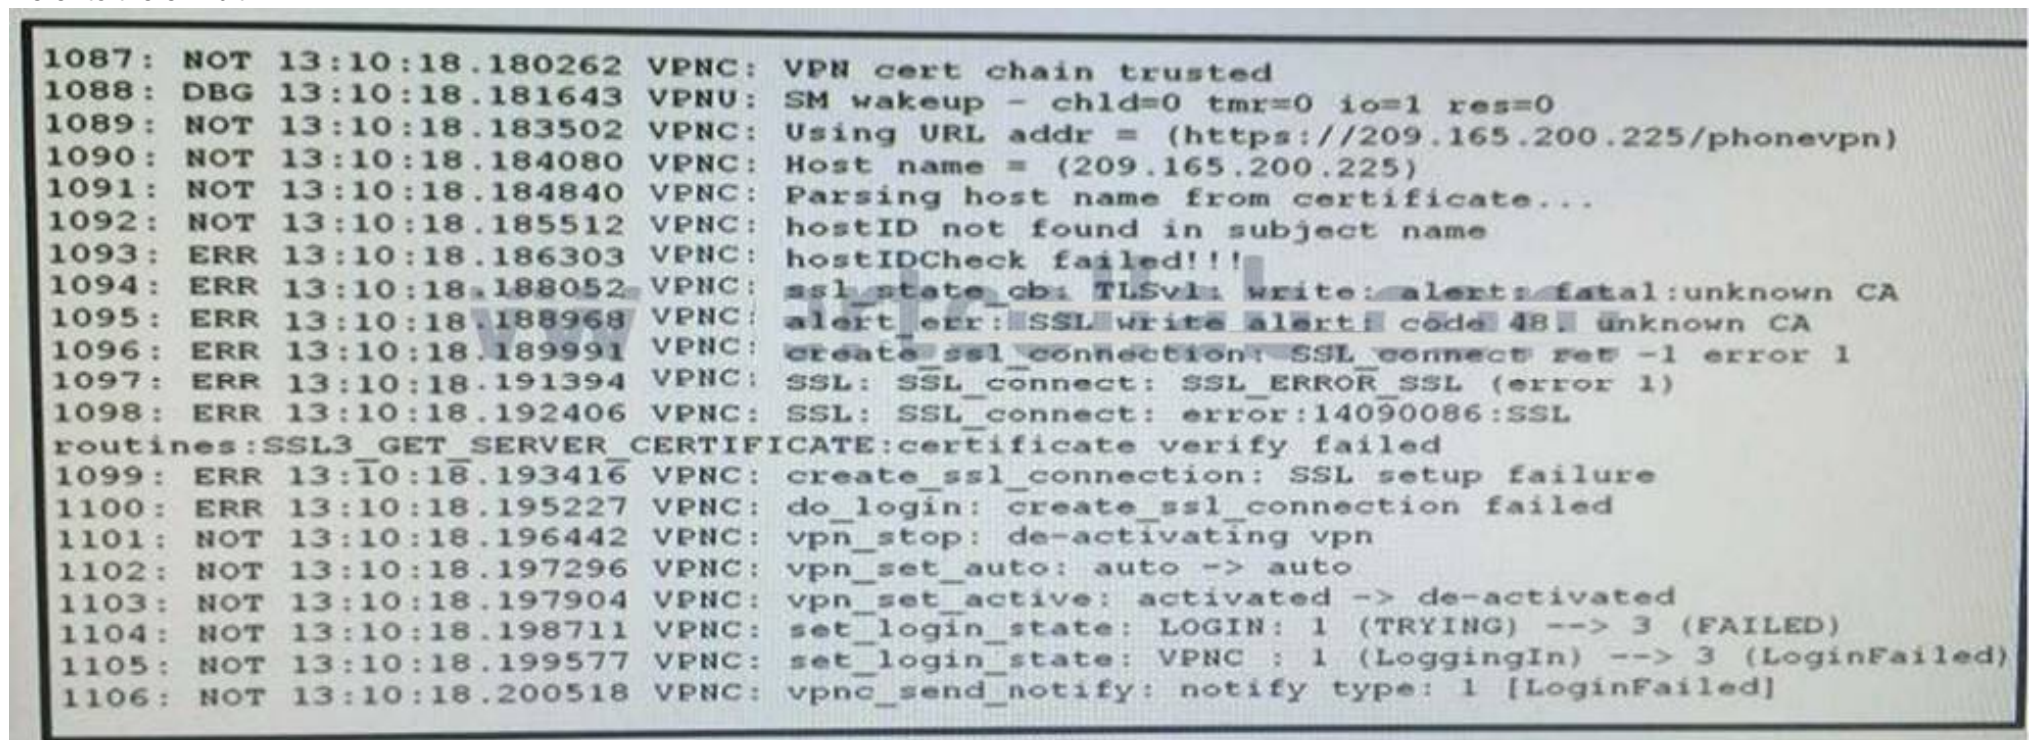 1087: NOT 13:10:18.180262 VPNC: VPN cert chain trusted
1088: DBG 13:10:18.181643 VPNU: SM wakeup - chld=0 tmr=0 io=1 res=0
1089: NOT 13:10:18.183502 VPNC: Using URL addr = (https://209.165.200.225/phonevpn)
1090: NOT 13:10:18.184080 VPNC: Host name = (209.165.200.225)
1091: NOT 13:10:18.184840 VPNC: Parsing host name from certificate...
1092: NOT 13:10:18.185512 VPNC: hostID not found in subject name
1093: ERR 13:10:18.186303 VPNC: hostIDCheck failed!!!
1094: ERR 13:10:18.188052 VPNC: ssl_state_cb: TLSv1: write: alert: fatal:unknown CA
1095: ERR 13:10:18.188968 VPNC: alert_err: SSL write alert: code 48, unknown CA
1096: ERR 13:10:18.189991 VPNC: create_ssl_connection: SSL_connect ret -1 error 1
1097: ERR 13:10:18.191394 VPNC: SSL: SSL_connect: SSL_ERROR_SSL (error 1)
1098: ERR 13:10:18.192406 VPNC: SSL: SSL_connect: error:14090086:SSL
routines:SSL3_GET_SERVER_CERTIFICATE:certificate verify failed
1099: ERR 13:10:18.193416 VPNC: create_ssl_connection: SSL setup failure
1100: ERR 13:10:18.195227 VPNC: do_login: create_ssl_connection failed
1101: NOT 13:10:18.196442 VPNC: vpn_stop: de-activating vpn
1102: NOT 13:10:18.197296 VPNC: vpn_set_auto: auto -> auto
1103: NOT 13:10:18.197904 VPNC: vpn_set_active: activated -> de-activated
1104: NOT 13:10:18.198711 VPNC: set_login_state: LOGIN: 1 (TRYING) --> 3 (FAILED)
1105: NOT 13:10:18.199577 VPNC: set_login_state: VPNC : 1 (LoggingIn) --> 3 (LoginFailed)
1106: NOT 13:10:18.200518 VPNC: vpnc_send_notify: notify type: 1 [LoginFailed]